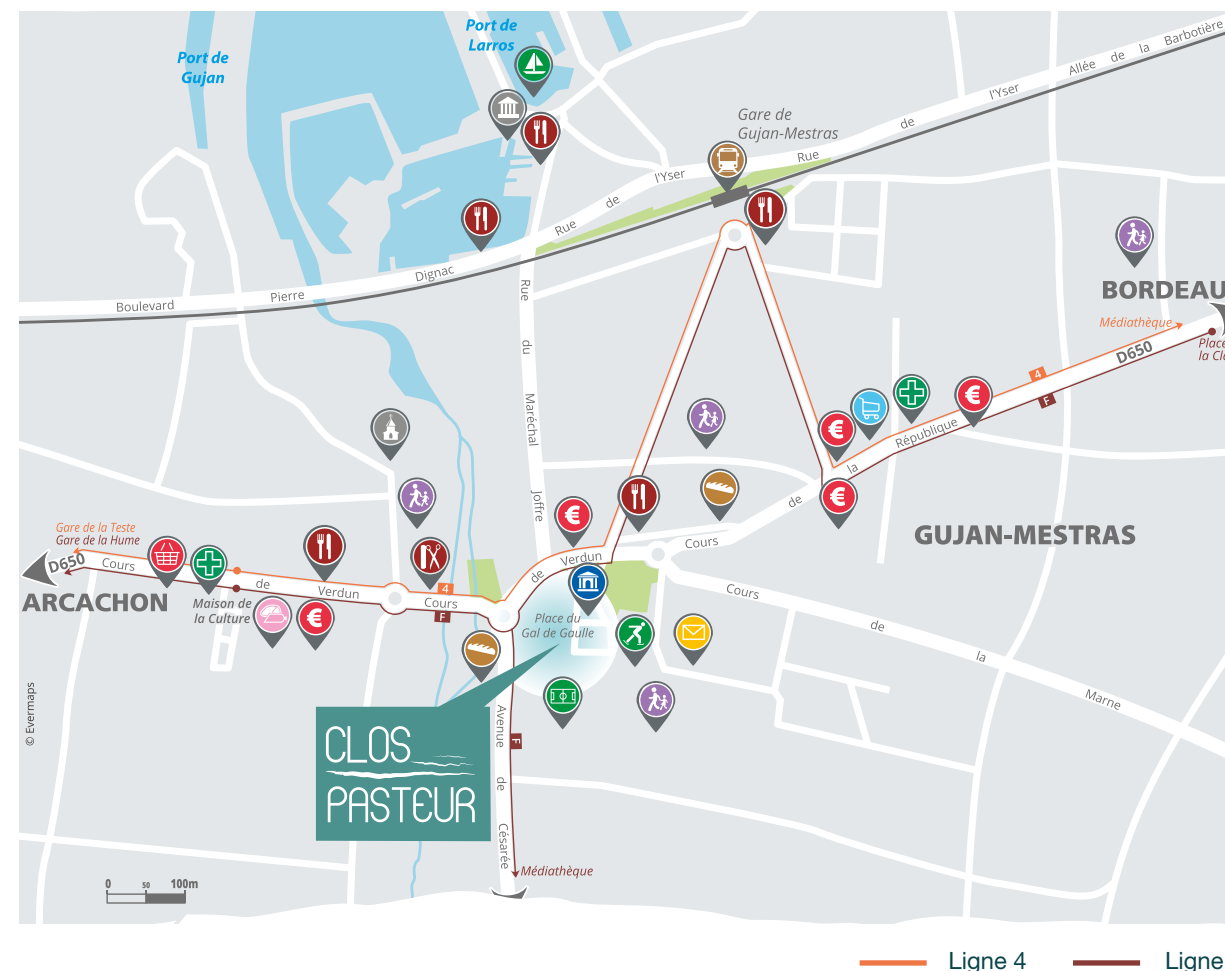 Port de
Larros
Port de
Gujan
Allée de la Barbotière
l'Yser
de
Rue
Gare de
Gujan-Mestras
l'Yser
de
Rue
Dignac
Pierre
Boulevard
Rue
du
Maréchal
Joffre
BORDEAU
Médiathèque
Place
la Cl
D650
4
F
République
la
de
Cours
GUJAN-MESTRAS
Verdun
de
Gare de la Teste
Gare de la Hume
D650
Cours
de
Verdun
4
Cours
F
ARCACHON
Maison de
la Culture
Place du
Gal de Gaulle
Cours
de
la
Marne
© Evermaps
CLOS
PASTEUR
Avenue
F
de
Césarée
Médiathèque
0 50 100m
Ligne 4
Ligne